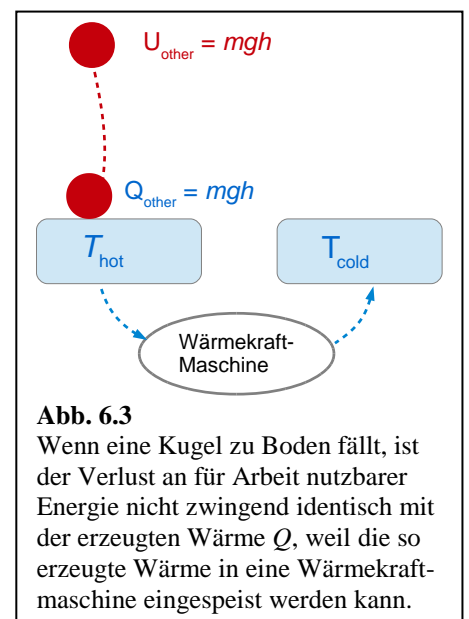 U_other = mgh
Q_other = mgh
T_hot
T_cold
Wärmekraft-
Maschine
Abb. 6.3
Wenn eine Kugel zu Boden fällt, ist
der Verlust an für Arbeit nutzbarer
Energie nicht zwingend identisch mit
der erzeugten Wärme Q, weil die so
erzeugte Wärme in eine Wärmekraft-
maschine eingespeist werden kann.